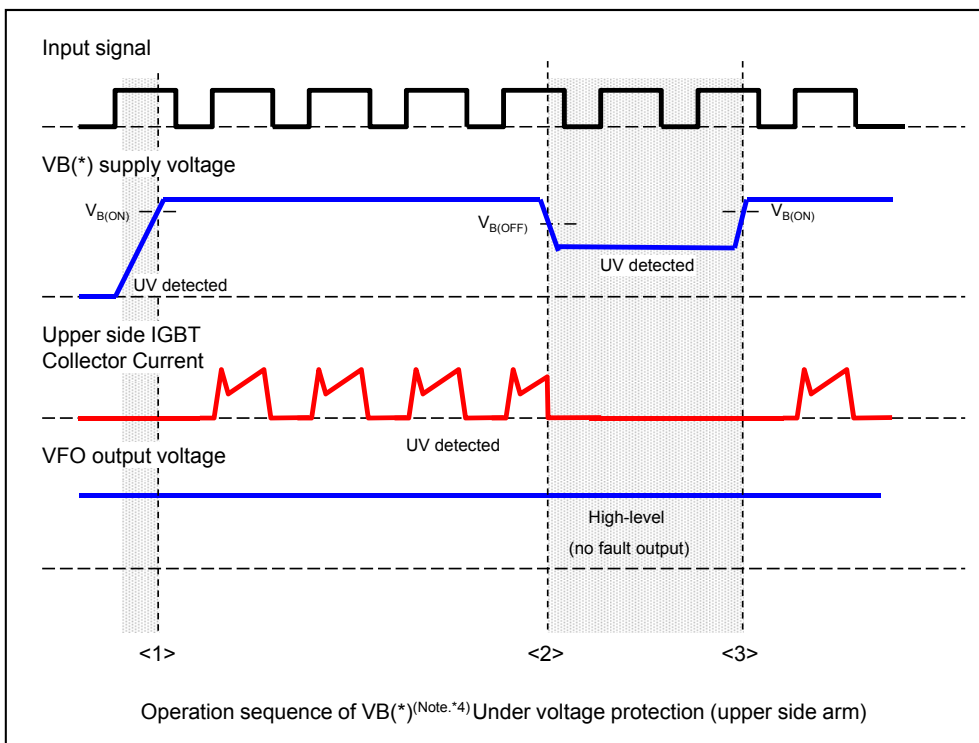 Input signal
VB(*) supply voltage
VB(ON)
VB(OFF)
VB(ON)
UV detected
UV detected
Upper side IGBT
Collector Current
UV detected
VFO output voltage
High-level
(no fault output)
<1>
<2>
<3>
Operation sequence of VB(*)(Note.*4) Under voltage protection (upper side arm)